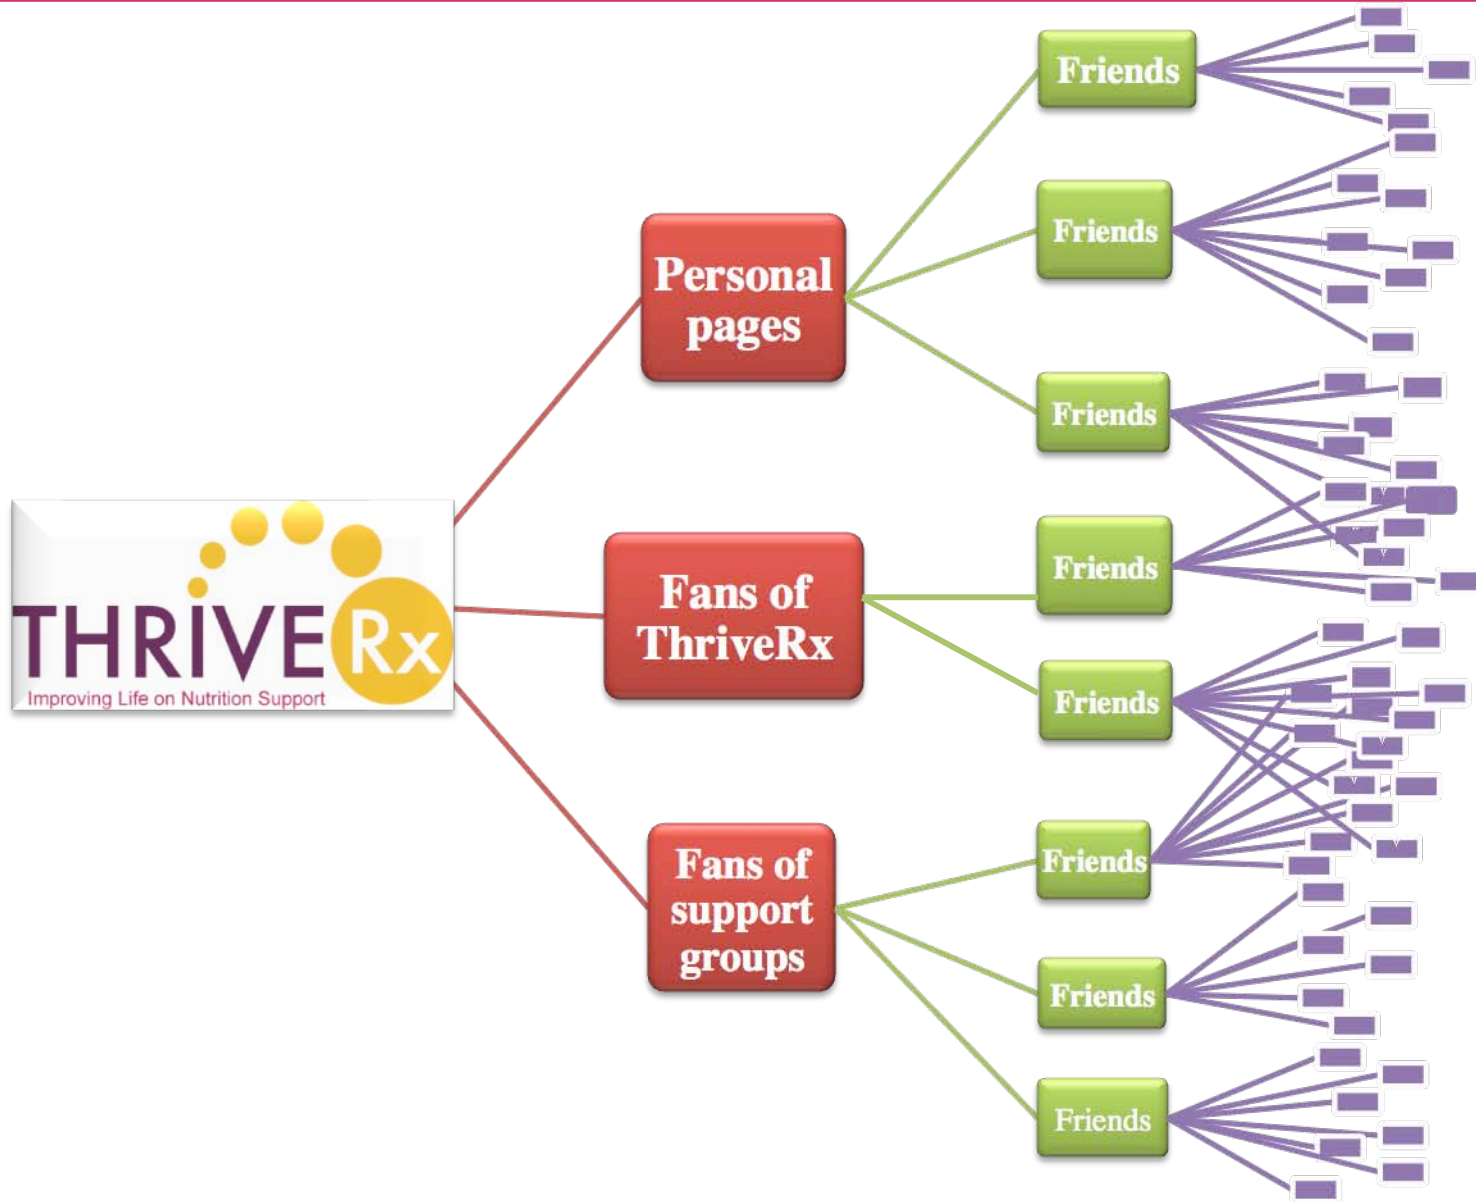 THRIVE Rx
Improving Life on Nutrition Support
Personal
pages
Fans of
ThriveRx
Fans of
support
groups
Friends
Friends
Friends
Friends
Friends
Friends
Friends
Friends